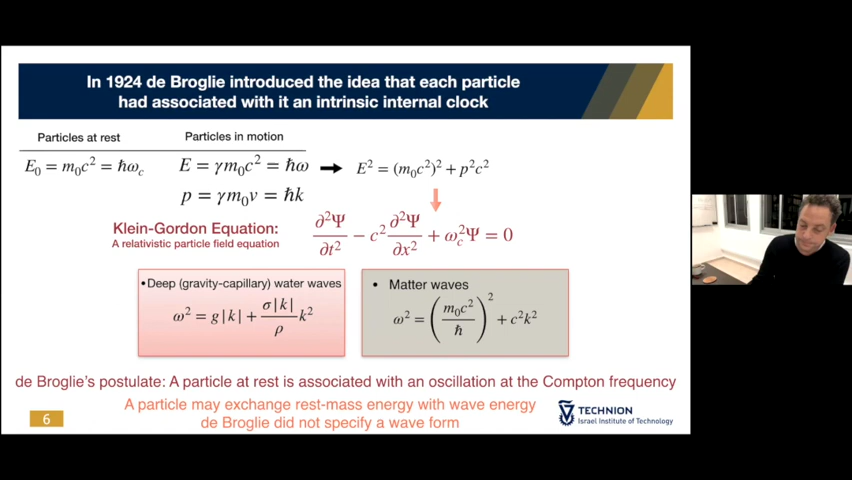 In 1924 de Broglie introduced the idea that each particle
had associated with it an intrinsic internal clock
Particles at rest
Particles in motion
E₀ = m₀c² = ℏω_c
E = γm₀c² = ℏω
E² = (m₀c²)² + p²c²
p = γm₀v = ℏk
Klein-Gordon Equation:
A relativistic particle field equation
∂²Ψ/∂t² − c² ∂²Ψ/∂x² + ω_c²Ψ = 0
•Deep (gravity-capillary) water waves
ω² = g|k| + σ|k|/ρ k²
• Matter waves
ω² = (m₀c²/ℏ)² + c²k²
de Broglie's postulate: A particle at rest is associated with an oscillation at the Compton frequency
A particle may exchange rest-mass energy with wave energy
de Broglie did not specify a wave form
6
TECHNION
Israel Institute of Technology